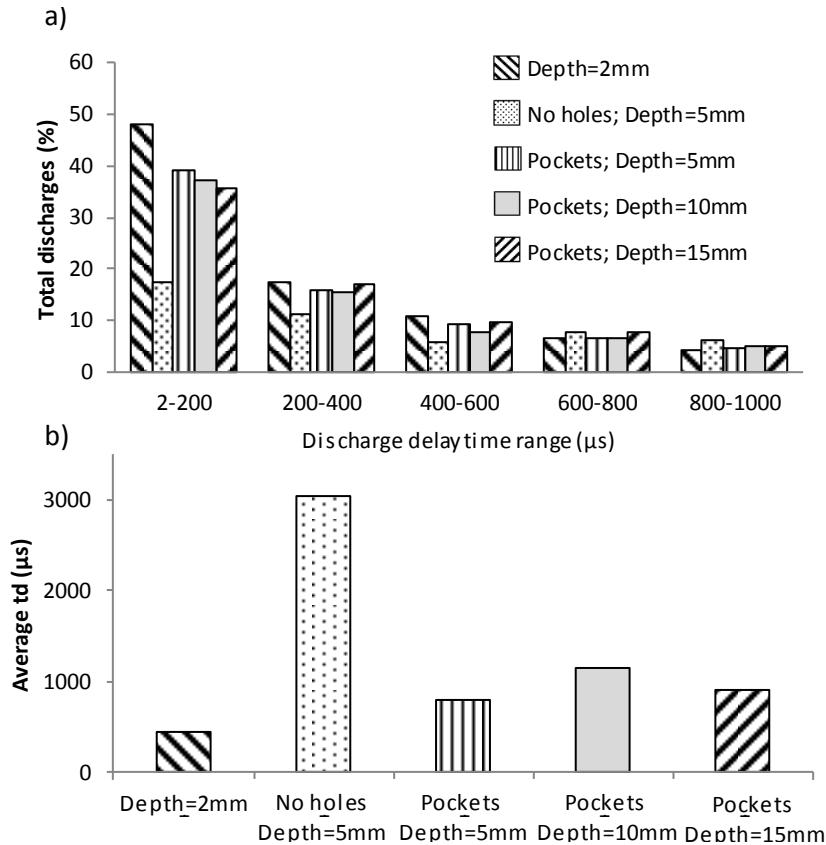 a)
60
50
40
30
20
10
0
Total discharges (%)
Depth=2mm
No holes; Depth=5mm
Pockets; Depth=5mm
Pockets; Depth=10mm
Pockets; Depth=15mm
2-200 200-400 400-600 600-800 800-1000
Discharge delay time range (µs)
b)
3000
2000
1000
0
Average td (µs)
Depth=2mm No holes Pockets Pockets Pockets
Depth=5mm Depth=5mm Depth=10mm Depth=15mm